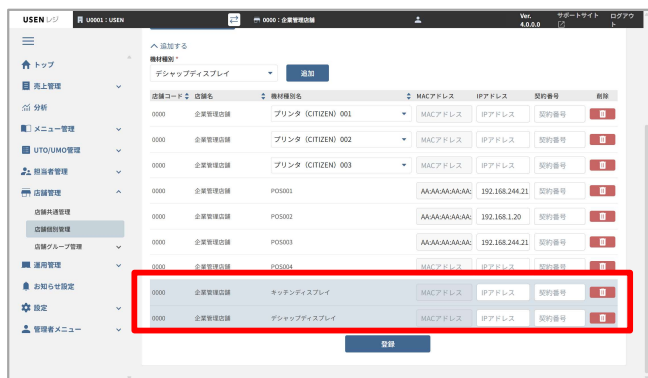 USEN レジ U0001 : USEN 0000 : 企業管理店舗 Ver. 4.0.0.0 サポートサイト ログアウト
へ 追加する
機材種別 *
デシャップディスプレイ 追加
トップ
売上管理
分析
メニュー管理
UTO/UMO管理
担当者管理
店舗管理
店舗共通管理
店舗個別管理
店舗グループ管理
運用管理
お知らせ設定
設定
管理者メニュー
店舗コード 店舗名 機材種別名 MACアドレス IPアドレス 契約番号 削除
0000 企業管理店舗 プリンタ（CITIZEN）001 MACアドレス IPアドレス 契約番号
0000 企業管理店舗 プリンタ（CITIZEN）002 MACアドレス IPアドレス 契約番号
0000 企業管理店舗 プリンタ（CITIZEN）003 MACアドレス IPアドレス 契約番号
0000 企業管理店舗 POS001 AA:AA:AA:AA:AA: 192.168.244.21 契約番号
0000 企業管理店舗 POS002 AA:AA:AA:AA:AA: 192.168.1.20 契約番号
0000 企業管理店舗 POS003 AA:AA:AA:AA:AA: 192.168.244.21 契約番号
0000 企業管理店舗 POS004 MACアドレス IPアドレス 契約番号
0000 企業管理店舗 キッチンディスプレイ MACアドレス IPアドレス 契約番号
0000 企業管理店舗 デシャップディスプレイ MACアドレス IPアドレス 契約番号
登録